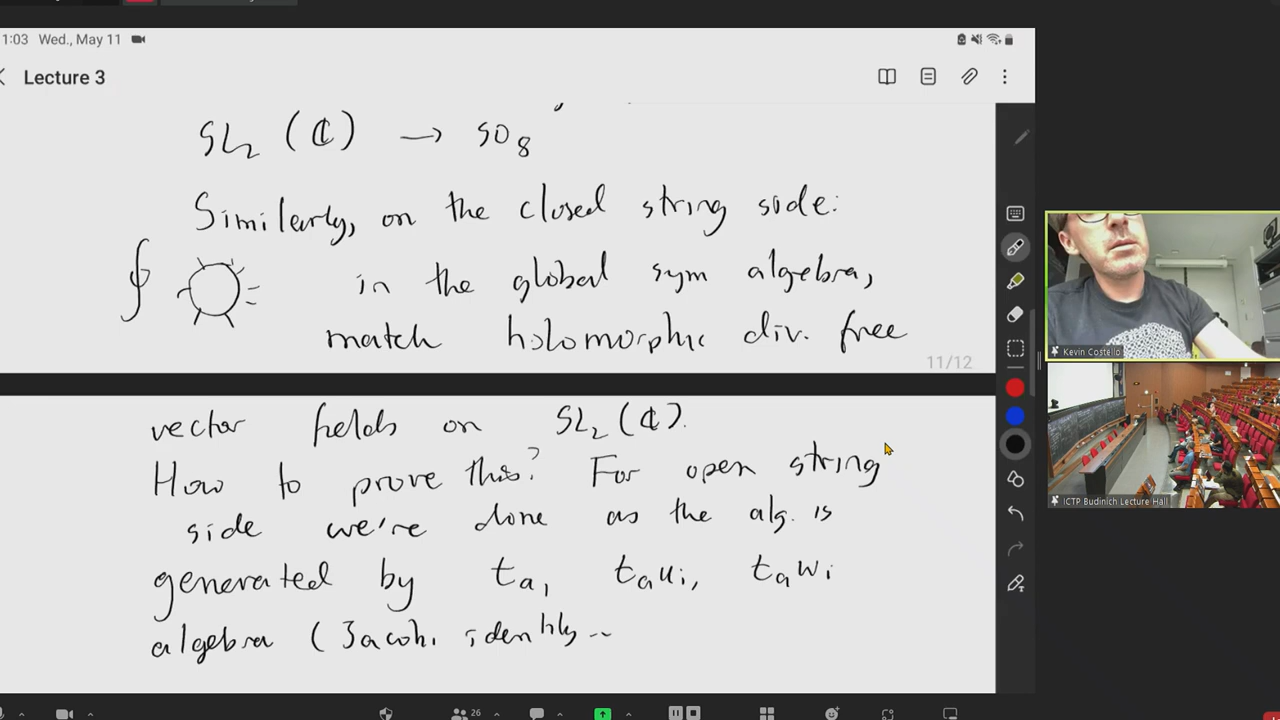 1:03 Wed., May 11
Lecture 3
SL₂ (ℂ) → so₈
Similarly, on the closed string side:
∮ in the global sym algebra,
match holomorphic div. free
11/12
vector fields on SL₂(ℂ).
How to prove this? For open string
side we're done as the alg. is
generated by tₐ, tₐuᵢ, tₐwᵢ
algebra (Jacobi identity ...
Kevin Costello
ICTP Budinich Lecture Hall
26